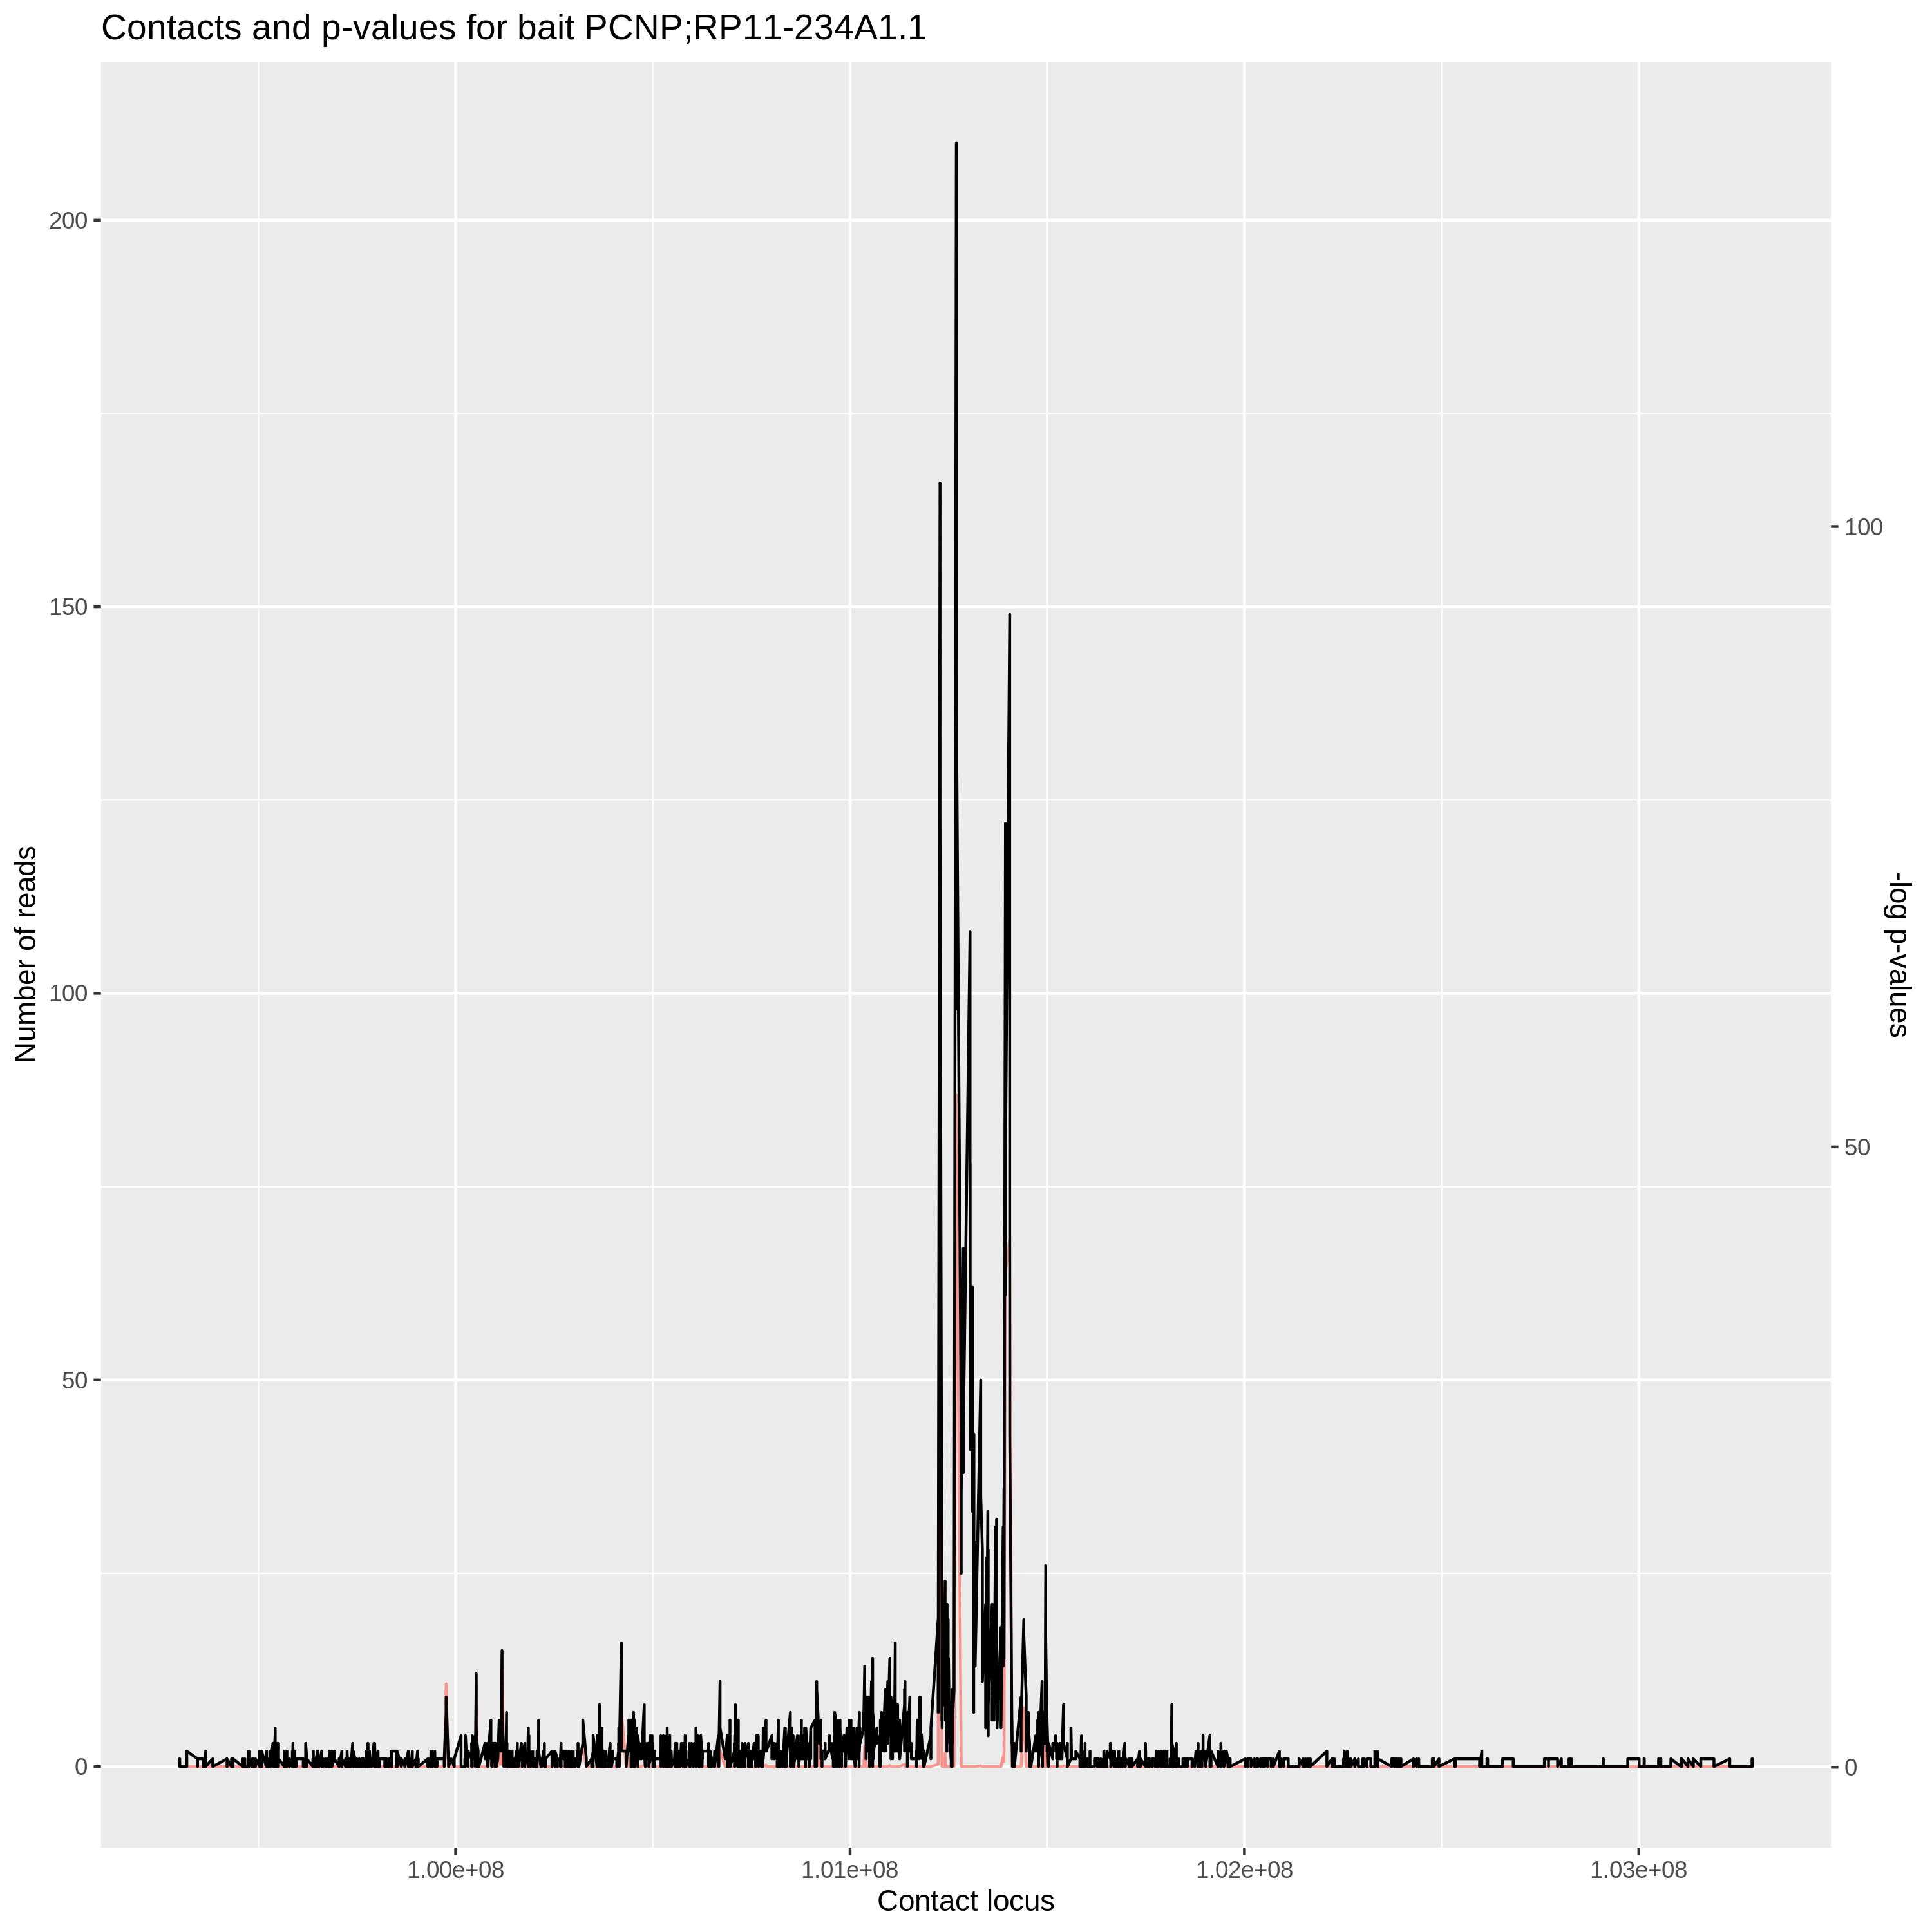 Contacts and p-values for bait PCNP;RP11-234A1.1
200
150
100
50
0
Number of reads
100
50
0
-log p-values
1.00e+08
1.01e+08
1.02e+08
1.03e+08
Contact locus